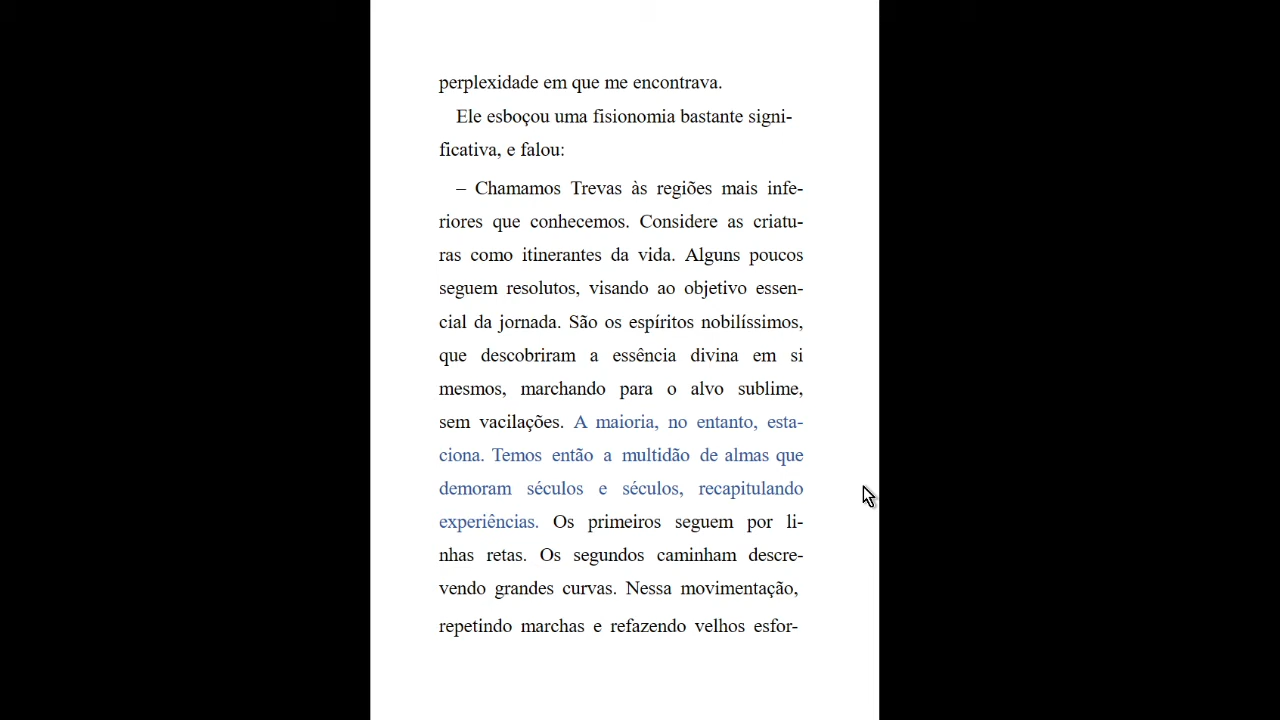 perplexidade em que me encontrava.
Ele esboçou uma fisionomia bastante signi-
ficativa, e falou:
– Chamamos Trevas às regiões mais infe-
riores que conhecemos. Considere as criatu-
ras como itinerantes da vida. Alguns poucos
seguem resolutos, visando ao objetivo essen-
cial da jornada. São os espíritos nobilíssimos,
que descobriram a essência divina em si
mesmos, marchando para o alvo sublime,
sem vacilações. A maioria, no entanto, esta-
ciona. Temos então a multidão de almas que
demoram séculos e séculos, recapitulando
experiências. Os primeiros seguem por li-
nhas retas. Os segundos caminham descre-
vendo grandes curvas. Nessa movimentação,
repetindo marchas e refazendo velhos esfor-